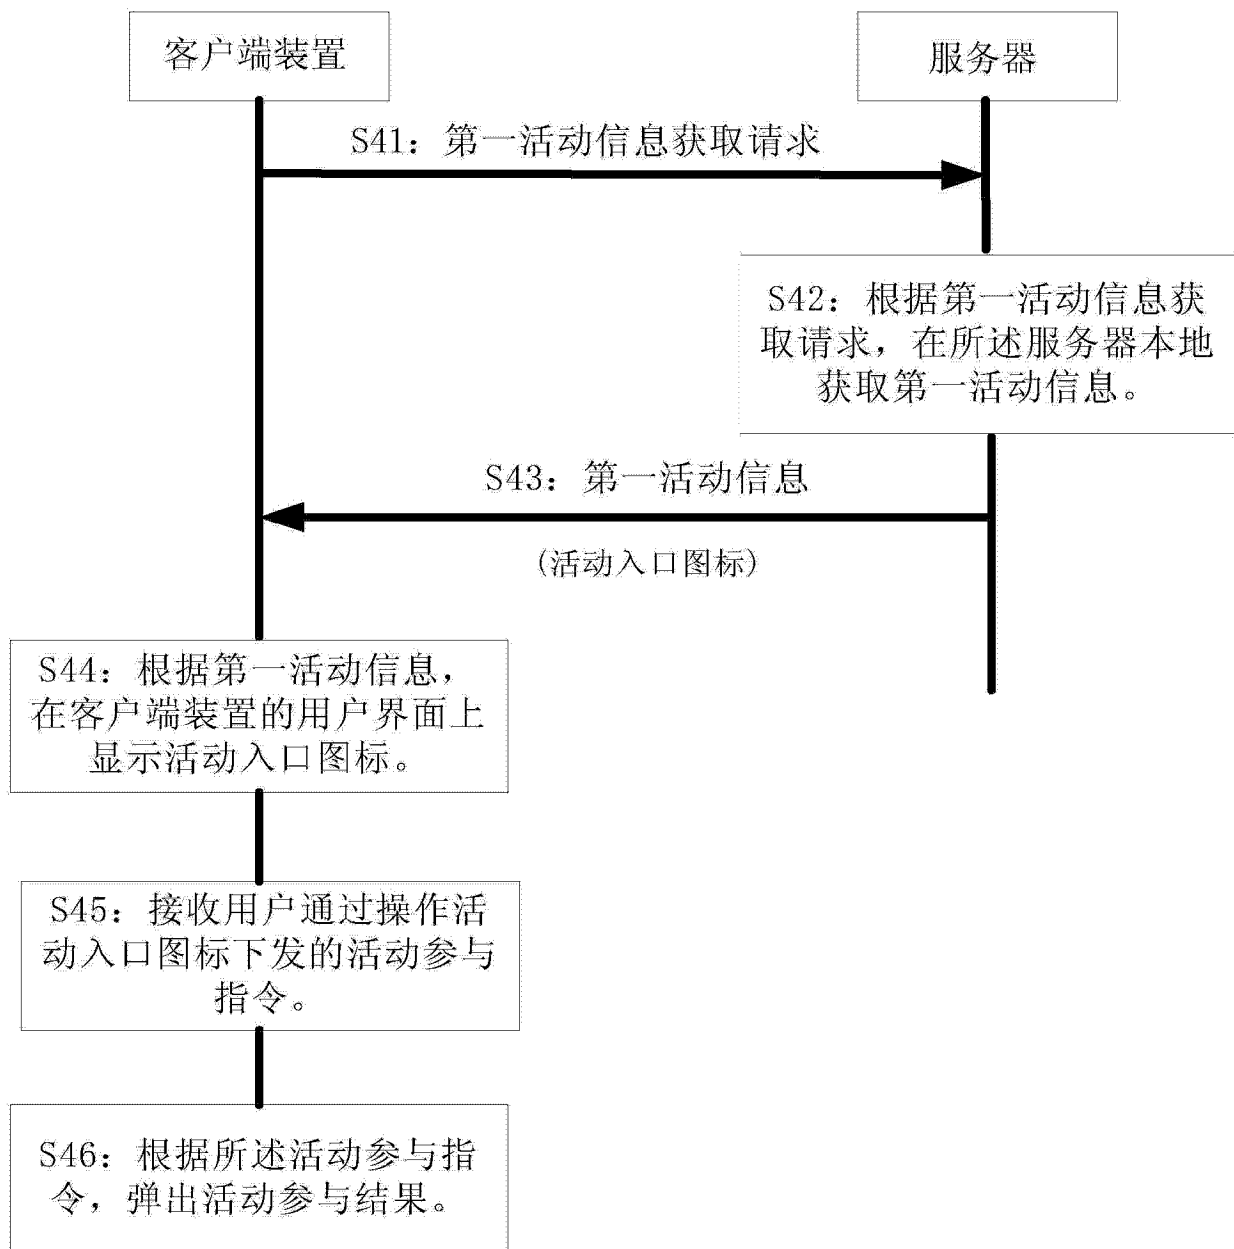 客户端装置
服务器
S41：第一活动信息获取请求
S42：根据第一活动信息获
取请求，在所述服务器本地
获取第一活动信息。
S43：第一活动信息
(活动入口图标)
S44：根据第一活动信息，
在客户端装置的用户界面上
显示活动入口图标。
S45：接收用户通过操作活
动入口图标下发的活动参与
指令。
S46：根据所述活动参与指
令，弹出活动参与结果。